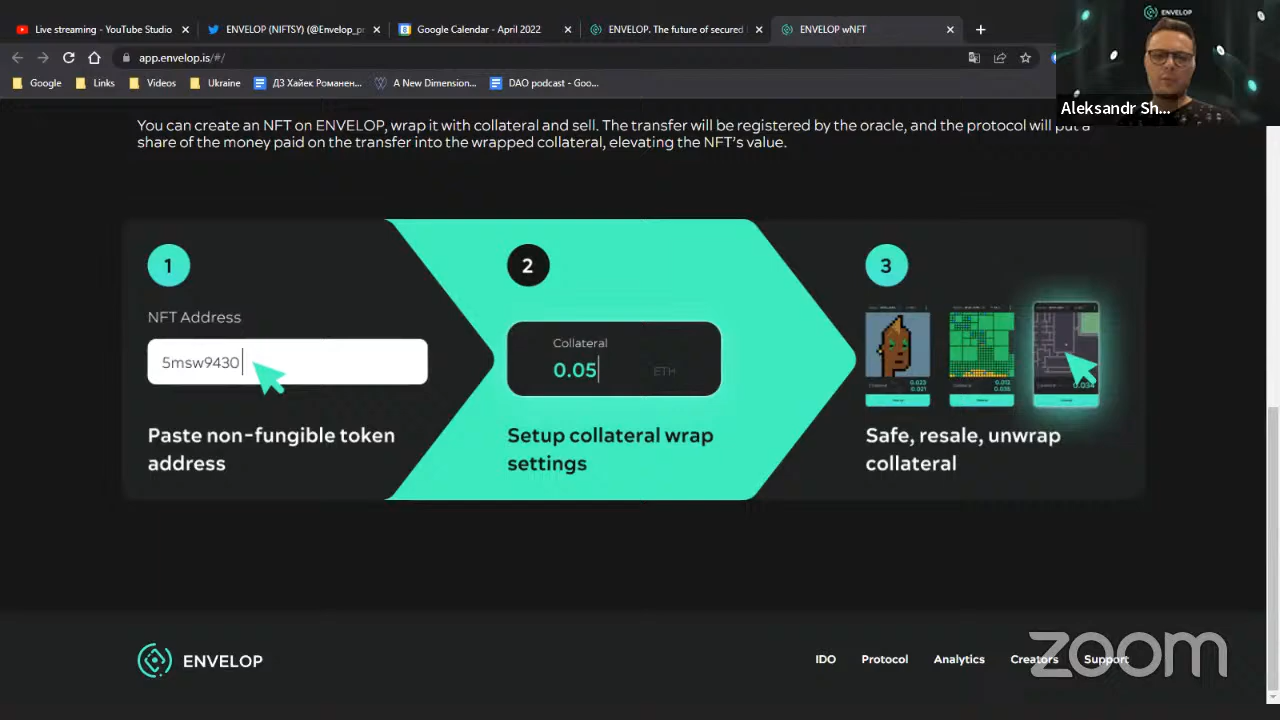 Live streaming - YouTube Studio
ENVELOP (NIFTSY) (@Envelop_p
Google Calendar - April 2022
ENVELOP. The future of secured
ENVELOP wNFT
ENVELOP
app.envelop.is/#/
Google
Links
Videos
Ukraine
ДЗ Хайек Романен...
A New Dimension...
DAO podcast - Goo...
Aleksandr Sh...
You can create an NFT on ENVELOP, wrap it with collateral and sell. The transfer will be registered by the oracle, and the protocol will put a
share of the money paid on the transfer into the wrapped collateral, elevating the NFT's value.
1
NFT Address
5msw9430
Paste non-fungible token
address
2
Collateral
0.05
ETH
Setup collateral wrap
settings
3
Safe, resale, unwrap
collateral
ENVELOP
IDO
Protocol
Analytics
Creators
Support
zoom